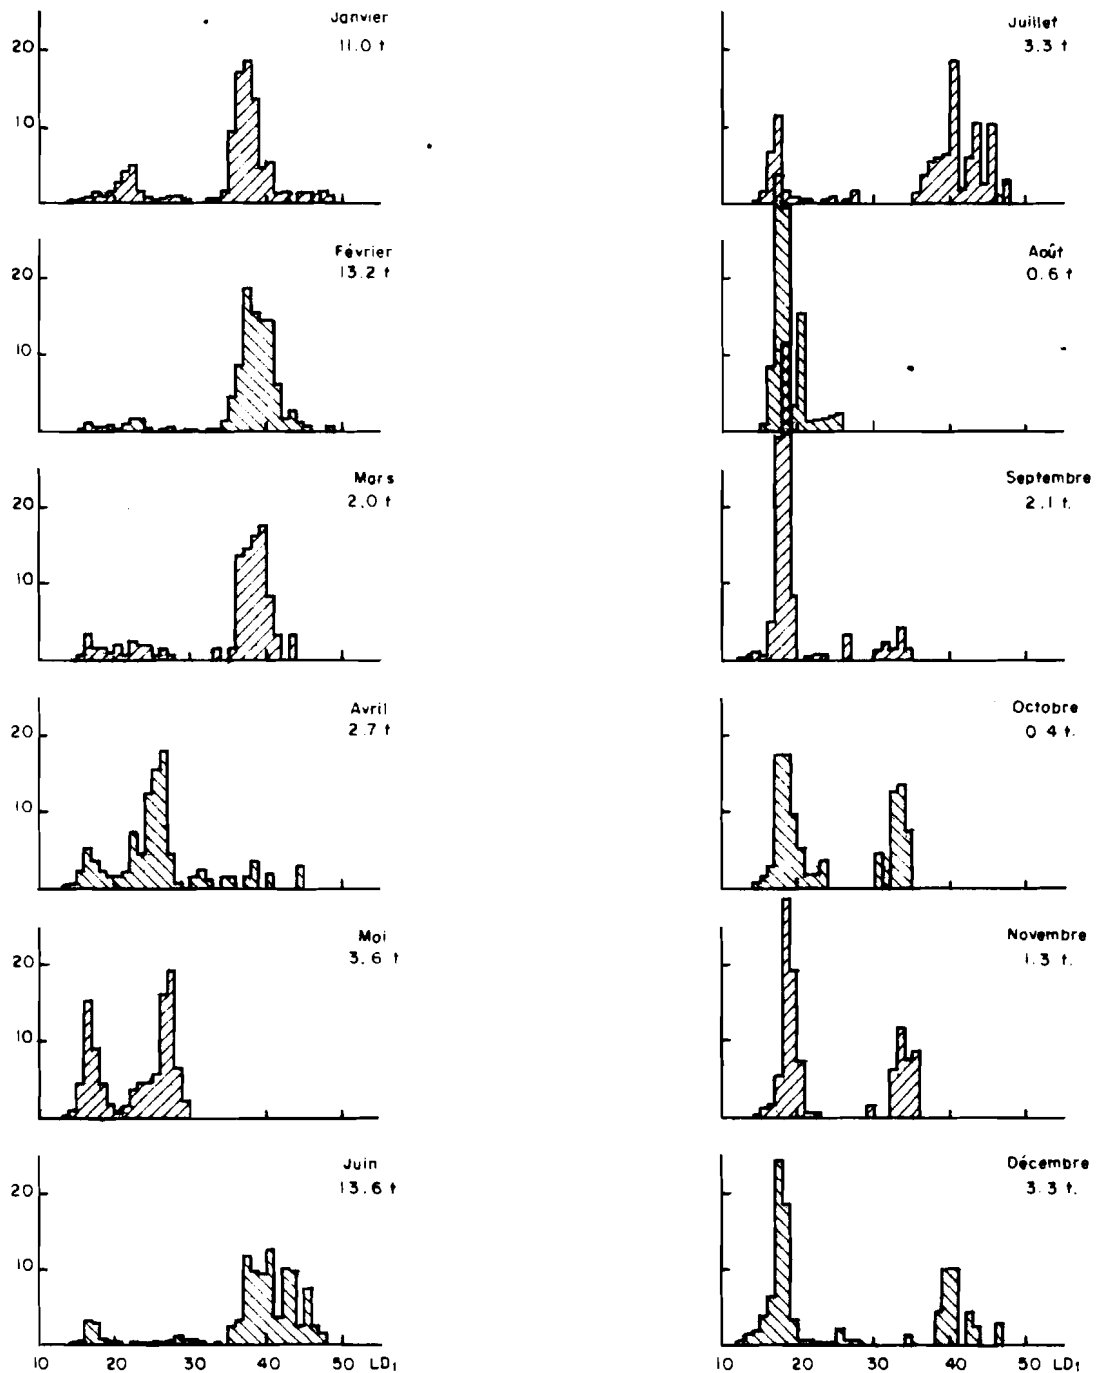 Janvier
11.0 t
20
10
Février
13.2 t
20
10
Mars
2.0 t
20
10
Avril
2.7 t
20
10
Mai
3.6 t
20
10
Juin
13.6 t
20
10
10 20 30 40 50 LD1
Juillet
3.3 t
Août
0.6 t
Septembre
2.1 t.
Octobre
0 4 t.
Novembre
1.3 t.
Décembre
3.3 t.
10 20 30 40 50 LD1